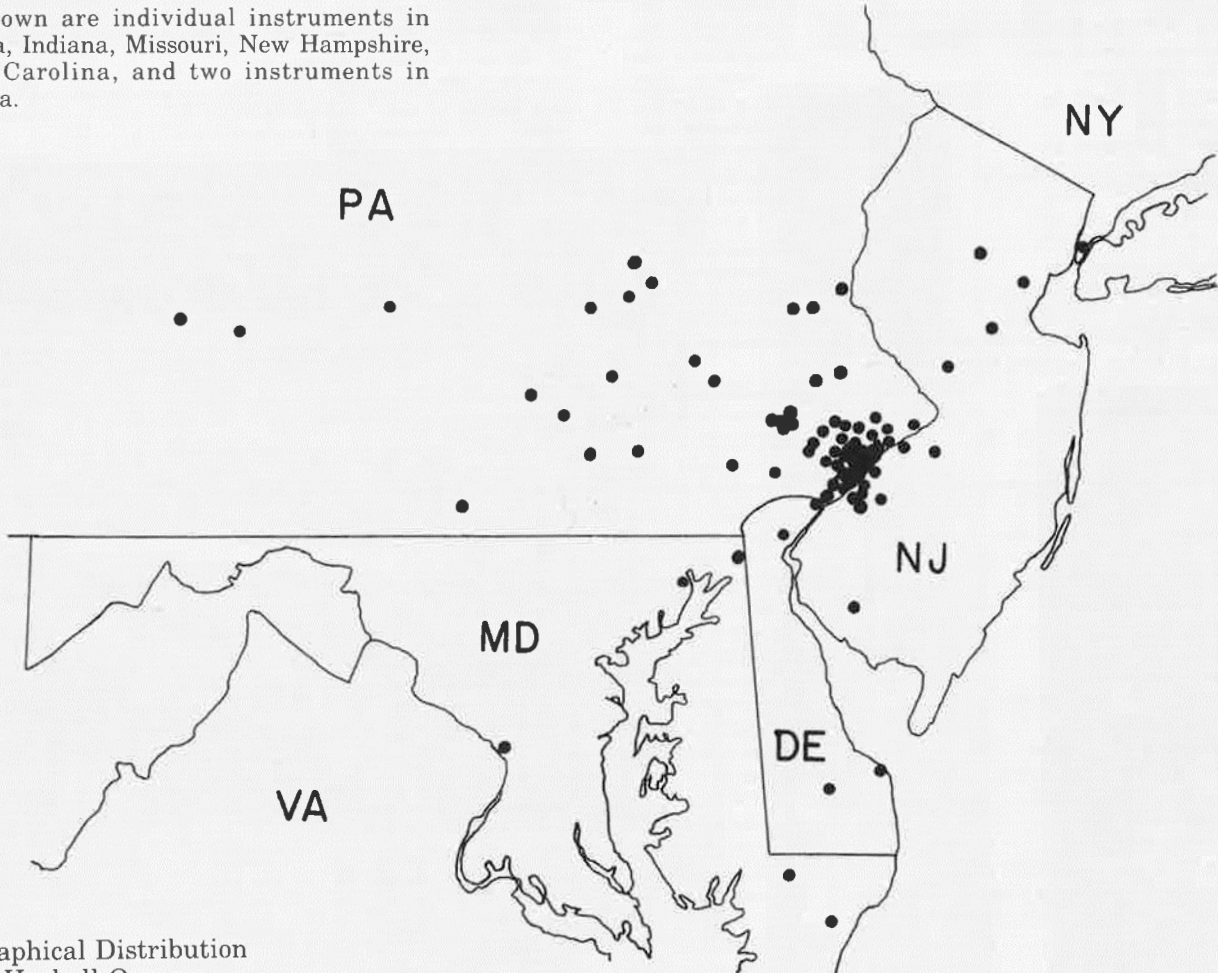 own are individual instruments in
a, Indiana, Missouri, New Hampshire,
Carolina, and two instruments in
a.
NY
PA
NJ
MD
DE
VA
aphical Distribution